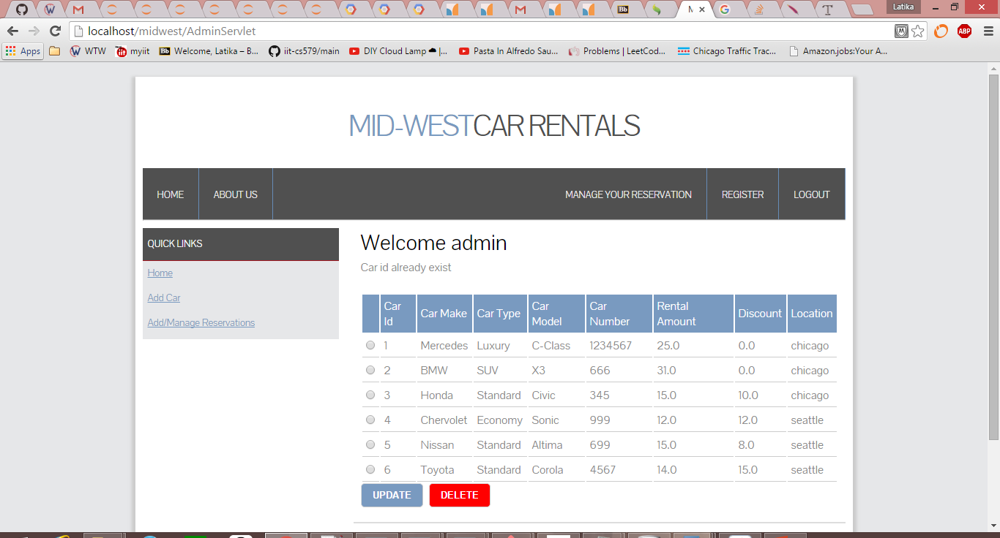 Latika
localhost/midwest/AdminServlet
ABP
Apps WTW myiit Welcome, Latika – B... iit-cs579/main DIY Cloud Lamp ☁ |... Pasta In Alfredo Sau... Problems | LeetCod... Chicago Traffic Trac... Amazon.jobs:Your A...
MID-WESTCAR RENTALS
HOME ABOUT US MANAGE YOUR RESERVATION REGISTER LOGOUT
QUICK LINKS
Home
Add Car
Add/Manage Reservations
Welcome admin
Car id already exist
Car Id Car Make Car Type Car Model Car Number Rental Amount Discount Location
1 Mercedes Luxury C-Class 1234567 25.0 0.0 chicago
2 BMW SUV X3 666 31.0 0.0 chicago
3 Honda Standard Civic 345 15.0 10.0 chicago
4 Chervolet Economy Sonic 999 12.0 12.0 seattle
5 Nissan Standard Altima 699 15.0 8.0 seattle
6 Toyota Standard Corola 4567 14.0 15.0 seattle
UPDATE DELETE